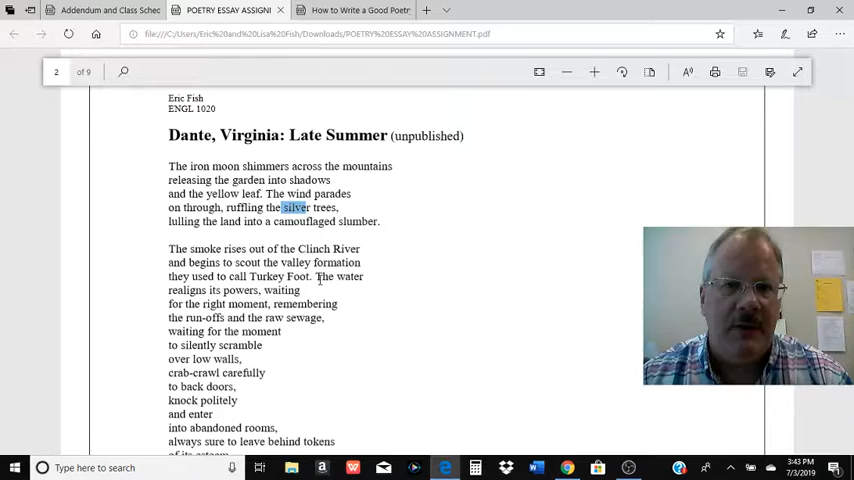 Addendum and Class Schec
POETRY ESSAY ASSIGNI
How to Write a Good Poetry
file:///C:/Users/Eric%20and%20Lisa%20Fish/Downloads/POETRY%20ESSAY%20ASSIGNMENT.pdf
2 of 9
Eric Fish
ENGL 1020
Dante, Virginia: Late Summer (unpublished)
The iron moon shimmers across the mountains
releasing the garden into shadows
and the yellow leaf. The wind parades
on through, ruffling the silver trees,
lulling the land into a camouflaged slumber.
The smoke rises out of the Clinch River
and begins to scout the valley formation
they used to call Turkey Foot. The water
realigns its powers, waiting
for the right moment, remembering
the run-offs and the raw sewage,
waiting for the moment
to silently scramble
over low walls,
crab-crawl carefully
to back doors,
knock politely
and enter
into abandoned rooms,
always sure to leave behind tokens
of its esteem
Type here to search
3:43 PM
7/3/2019